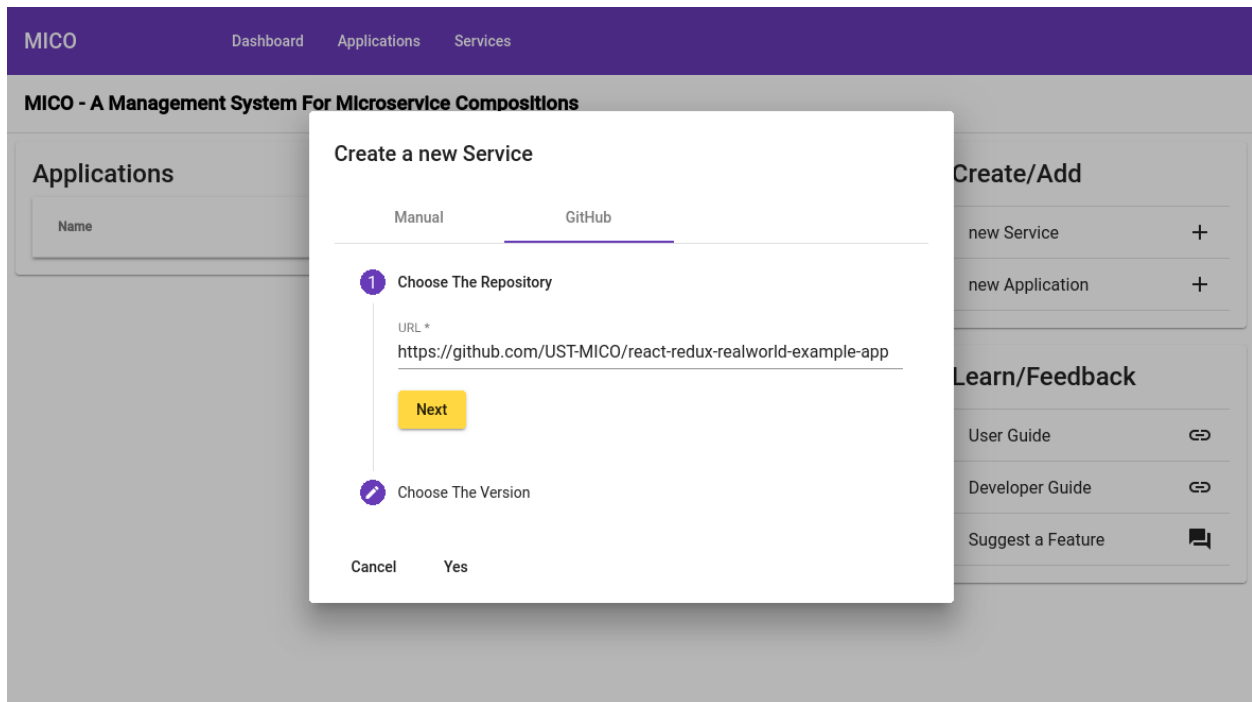 MICO
Dashboard Applications Services
MICO - A Management System For Microservice Compositions
Applications
Name
Create a new Service
Manual GitHub
1 Choose The Repository
URL *
https://github.com/UST-MICO/react-redux-realworld-example-app
Next
Choose The Version
Cancel Yes
Create/Add
new Service
new Application
Learn/Feedback
User Guide
Developer Guide
Suggest a Feature